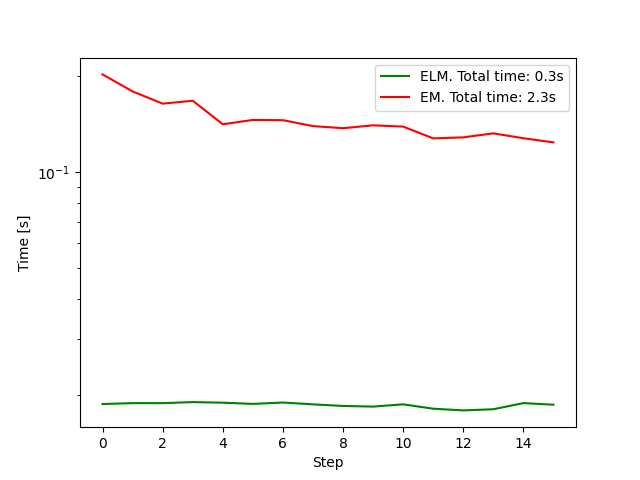 ELM. Total time: 0.3s
EM. Total time: 2.3s
10⁻¹
Time [s]
0 2 4 6 8 10 12 14
Step